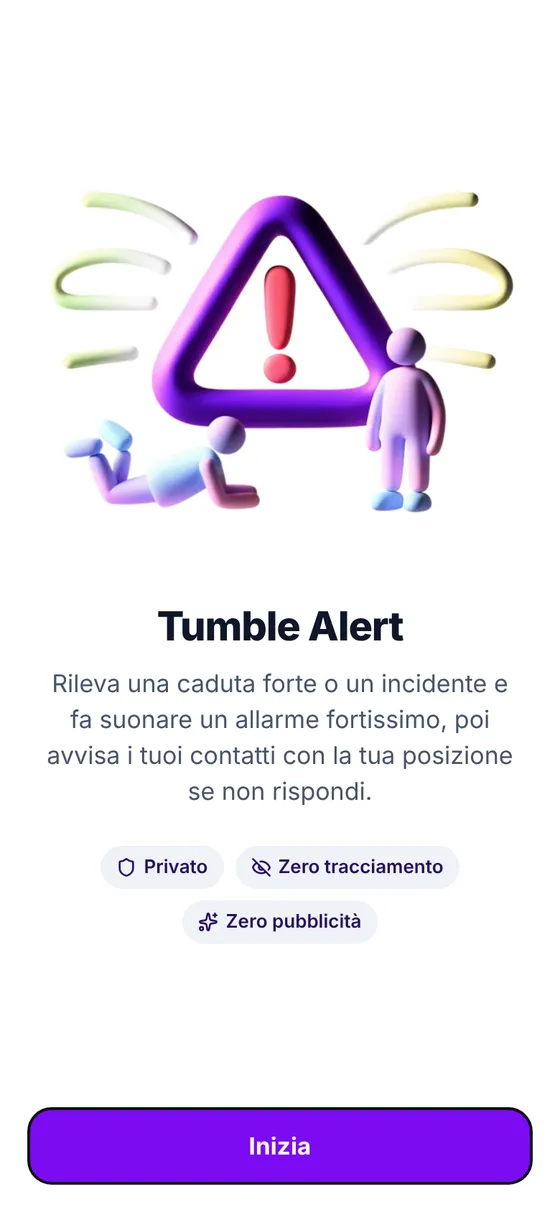 Tumble Alert
Rileva una caduta forte o un incidente e
fa suonare un allarme fortissimo, poi
avvisa i tuoi contatti con la tua posizione
se non rispondi.
Privato
Zero tracciamento
Zero pubblicità
Inizia